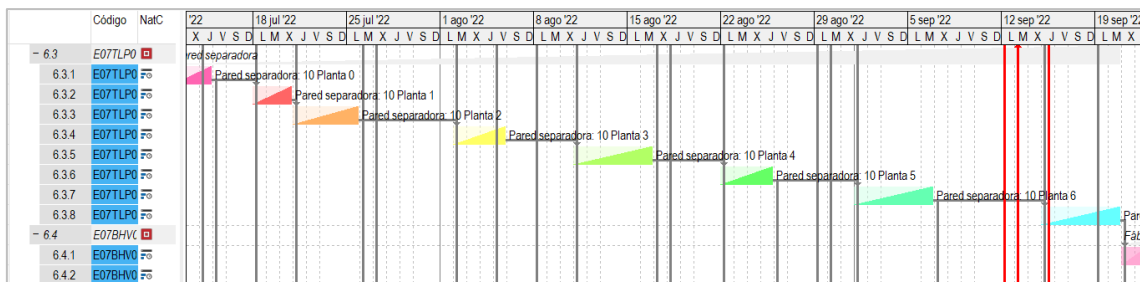 Código NatC '22 18 jul '22 25 jul '22 1 ago '22 8 ago '22 15 ago '22 22 ago '22 29 ago '22 5 sep '22 12 sep '22 19 sep '22
X J V S D L M X J V S D L M X J V S D L M X J V S D L M X J V S D L M X J V S D L M X J V S D L M X J V S D L M X J V S D L M X J V S D L M X
− 6.3 E07TLP0 pared separadora
6.3.1 E07TLP0 Pared separadora: 10 Planta 0
6.3.2 E07TLP0 Pared separadora: 10 Planta 1
6.3.3 E07TLP0 Pared separadora: 10 Planta 2
6.3.4 E07TLP0 Pared separadora: 10 Planta 3
6.3.5 E07TLP0 Pared separadora: 10 Planta 4
6.3.6 E07TLP0 Pared separadora: 10 Planta 5
6.3.7 E07TLP0 Pared separadora: 10 Planta 6
6.3.8 E07TLP0 Par
− 6.4 E07BHV( Fáb
6.4.1 E07BHV0
6.4.2 E07BHV0